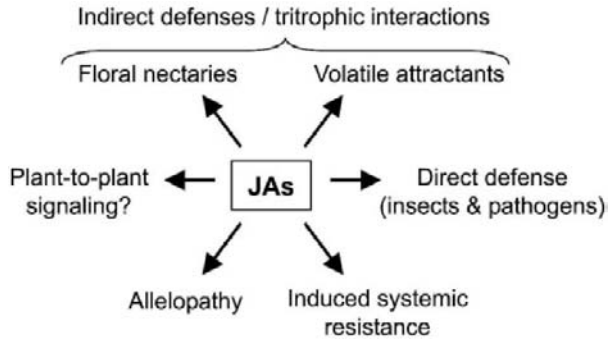 Indirect defenses / tritrophic interactions
Floral nectaries
Volatile attractants
Plant-to-plant
signaling?
JAs
Direct defense
(insects & pathogens)
Allelopathy
Induced systemic
resistance